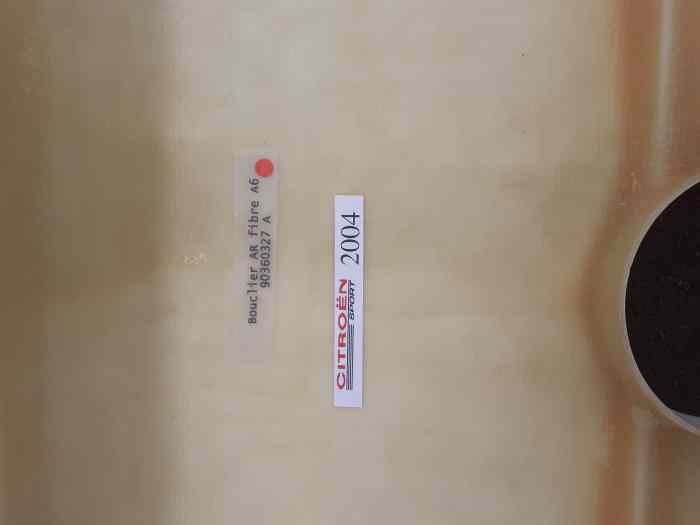 Bouclier AR fibre A6
90360327 A
CITROËN
SPORT
2004